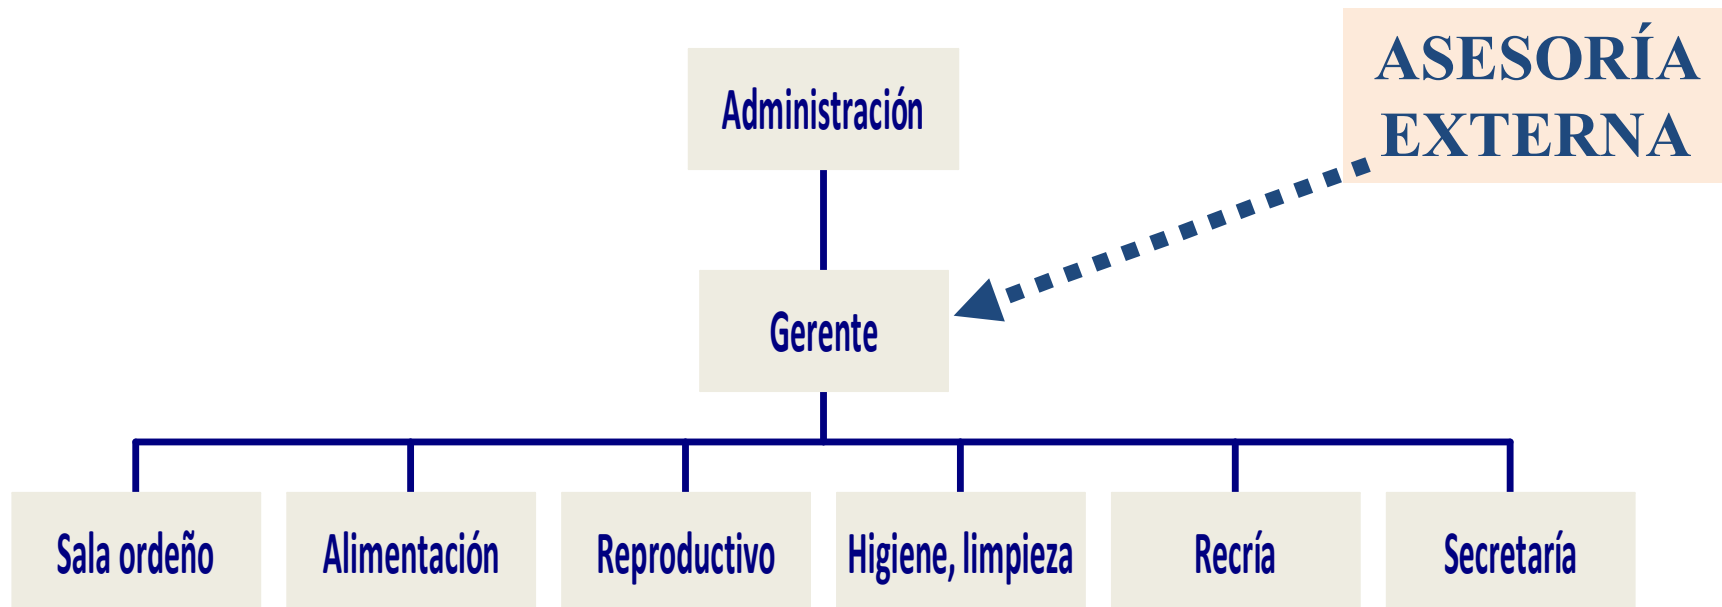 ASESORÍA
EXTERNA
Administración
Gerente
Sala ordeño
Alimentación
Reproductivo
Higiene, limpieza
Recría
Secretaría